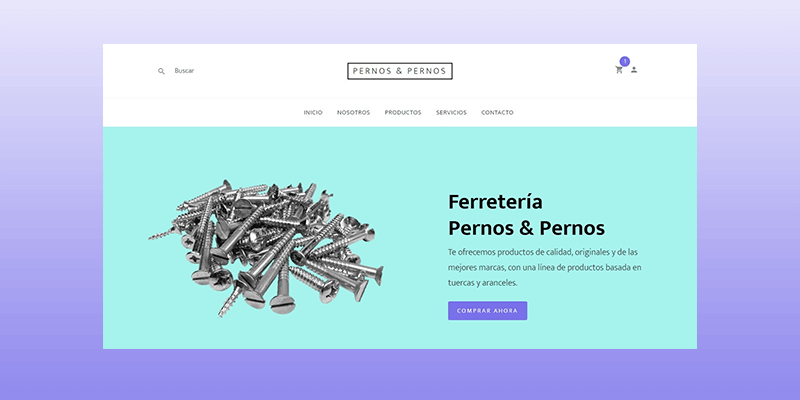 1
Buscar
PERNOS & PERNOS
INICIO NOSOTROS PRODUCTOS SERVICIOS CONTACTO
Ferretería
Pernos & Pernos
Te ofrecemos productos de calidad, originales y de las
mejores marcas, con una línea de productos basada en
tuercas y aranceles.
COMPRAR AHORA